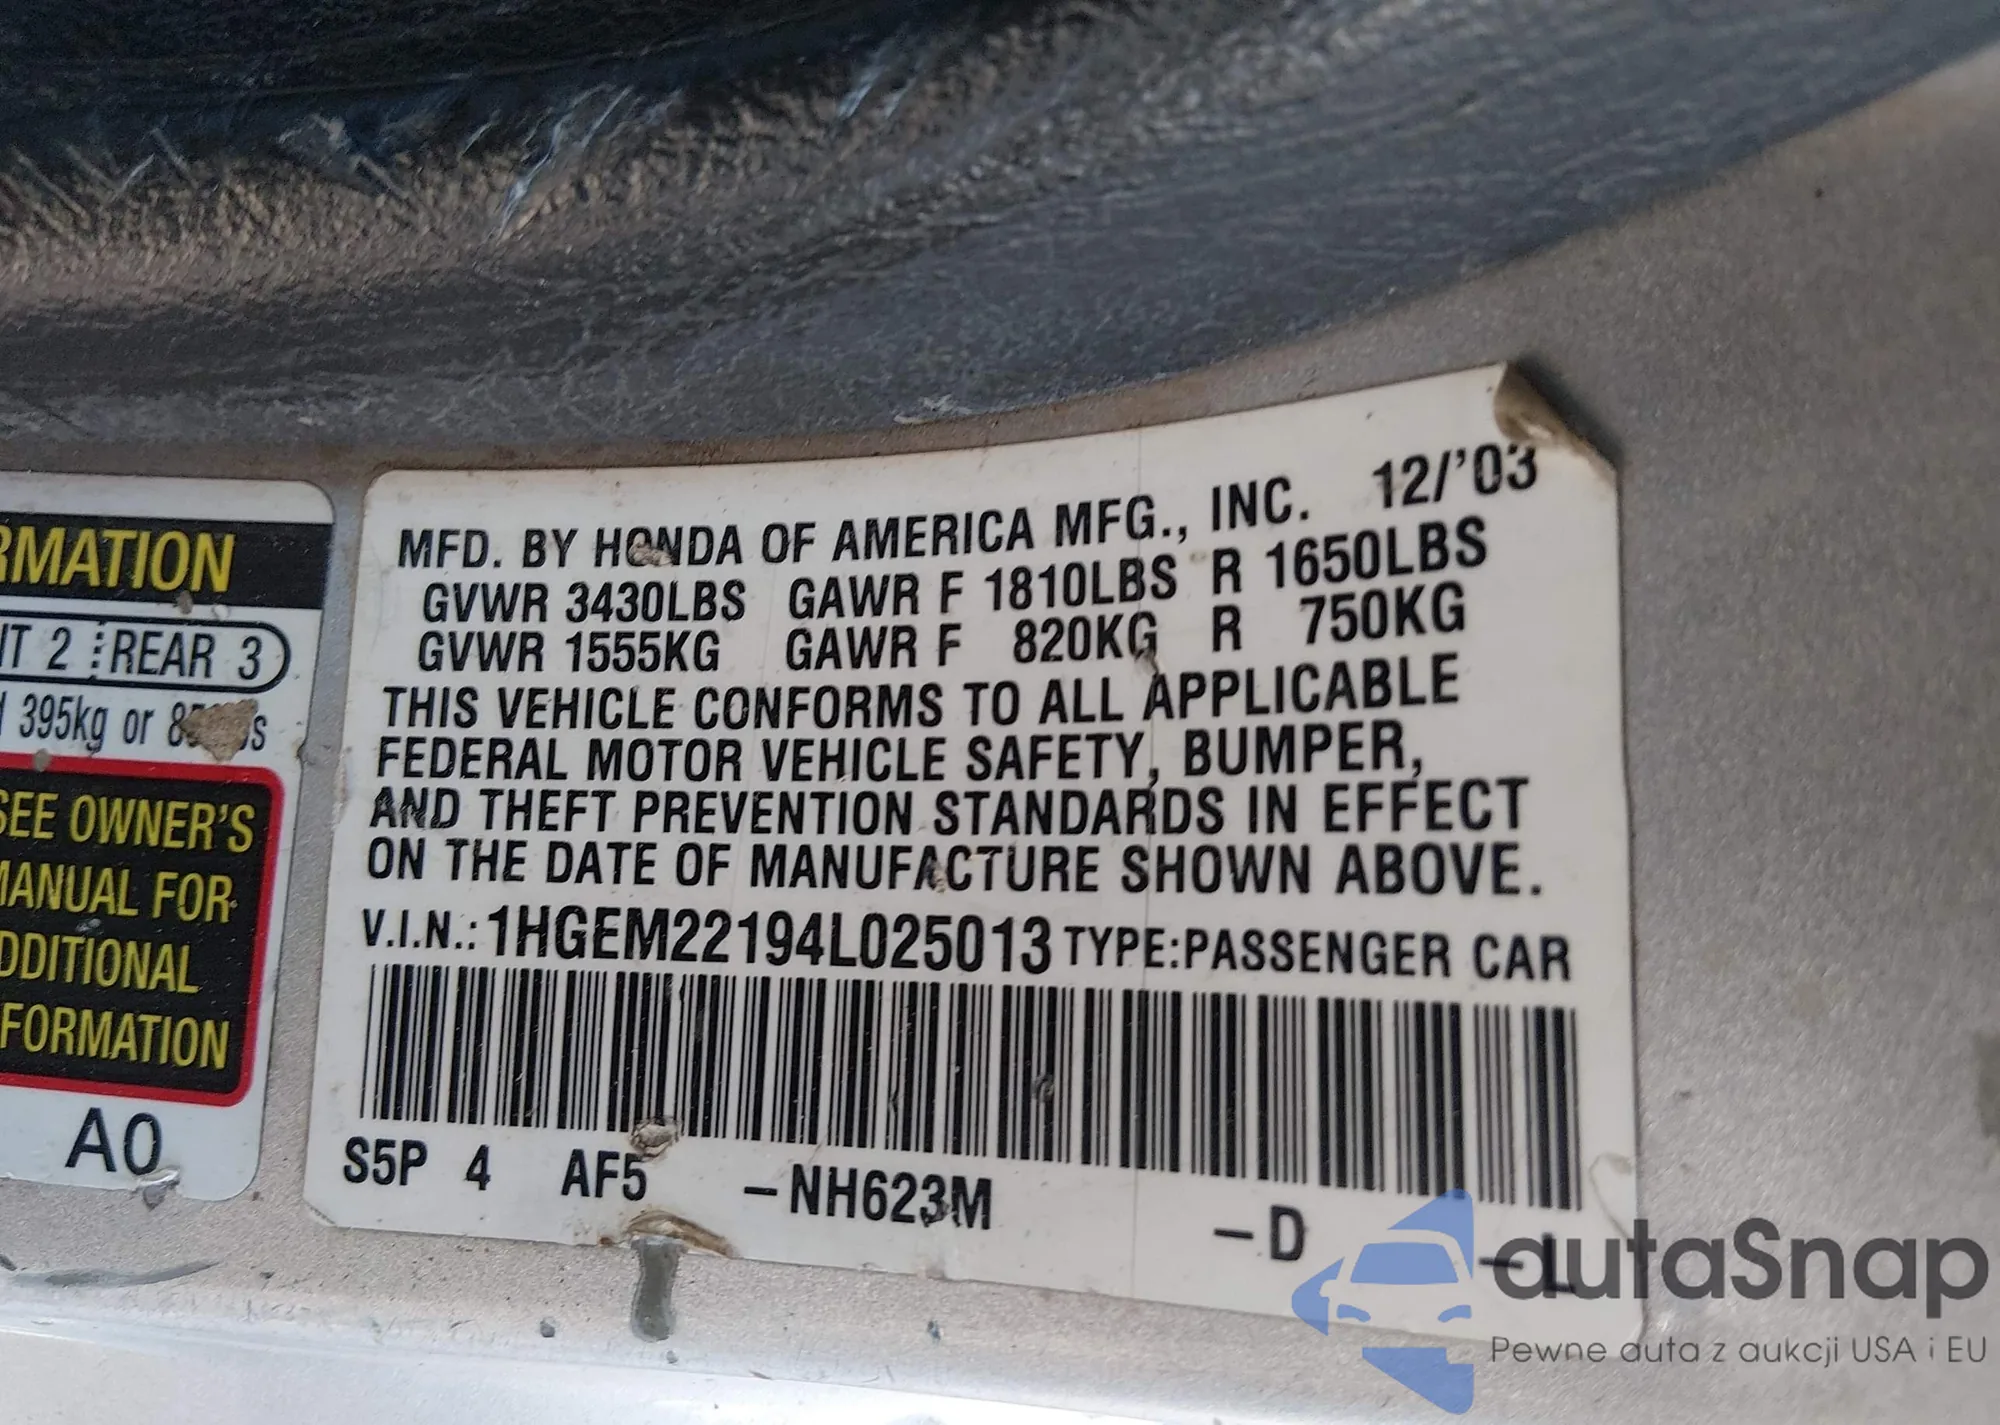 RMATION
NT 2 REAR 3
395kg or
SEE OWNER'S
MANUAL FOR
DDITIONAL
FORMATION
A0
MFD. BY HONDA OF AMERICA MFG., INC. 12/'03
GVWR 3430LBS GAWR F 1810LBS R 1650LBS
GVWR 1555KG GAWR F 820KG R 750KG
THIS VEHICLE CONFORMS TO ALL APPLICABLE
FEDERAL MOTOR VEHICLE SAFETY, BUMPER,
AND THEFT PREVENTION STANDARDS IN EFFECT
ON THE DATE OF MANUFACTURE SHOWN ABOVE.
V.I.N.: 1HGEM22194L025013 TYPE:PASSENGER CAR
S5P 4 AF5 -NH623M -D -L
autaSnap
Pewne auta z aukcji USA i EU